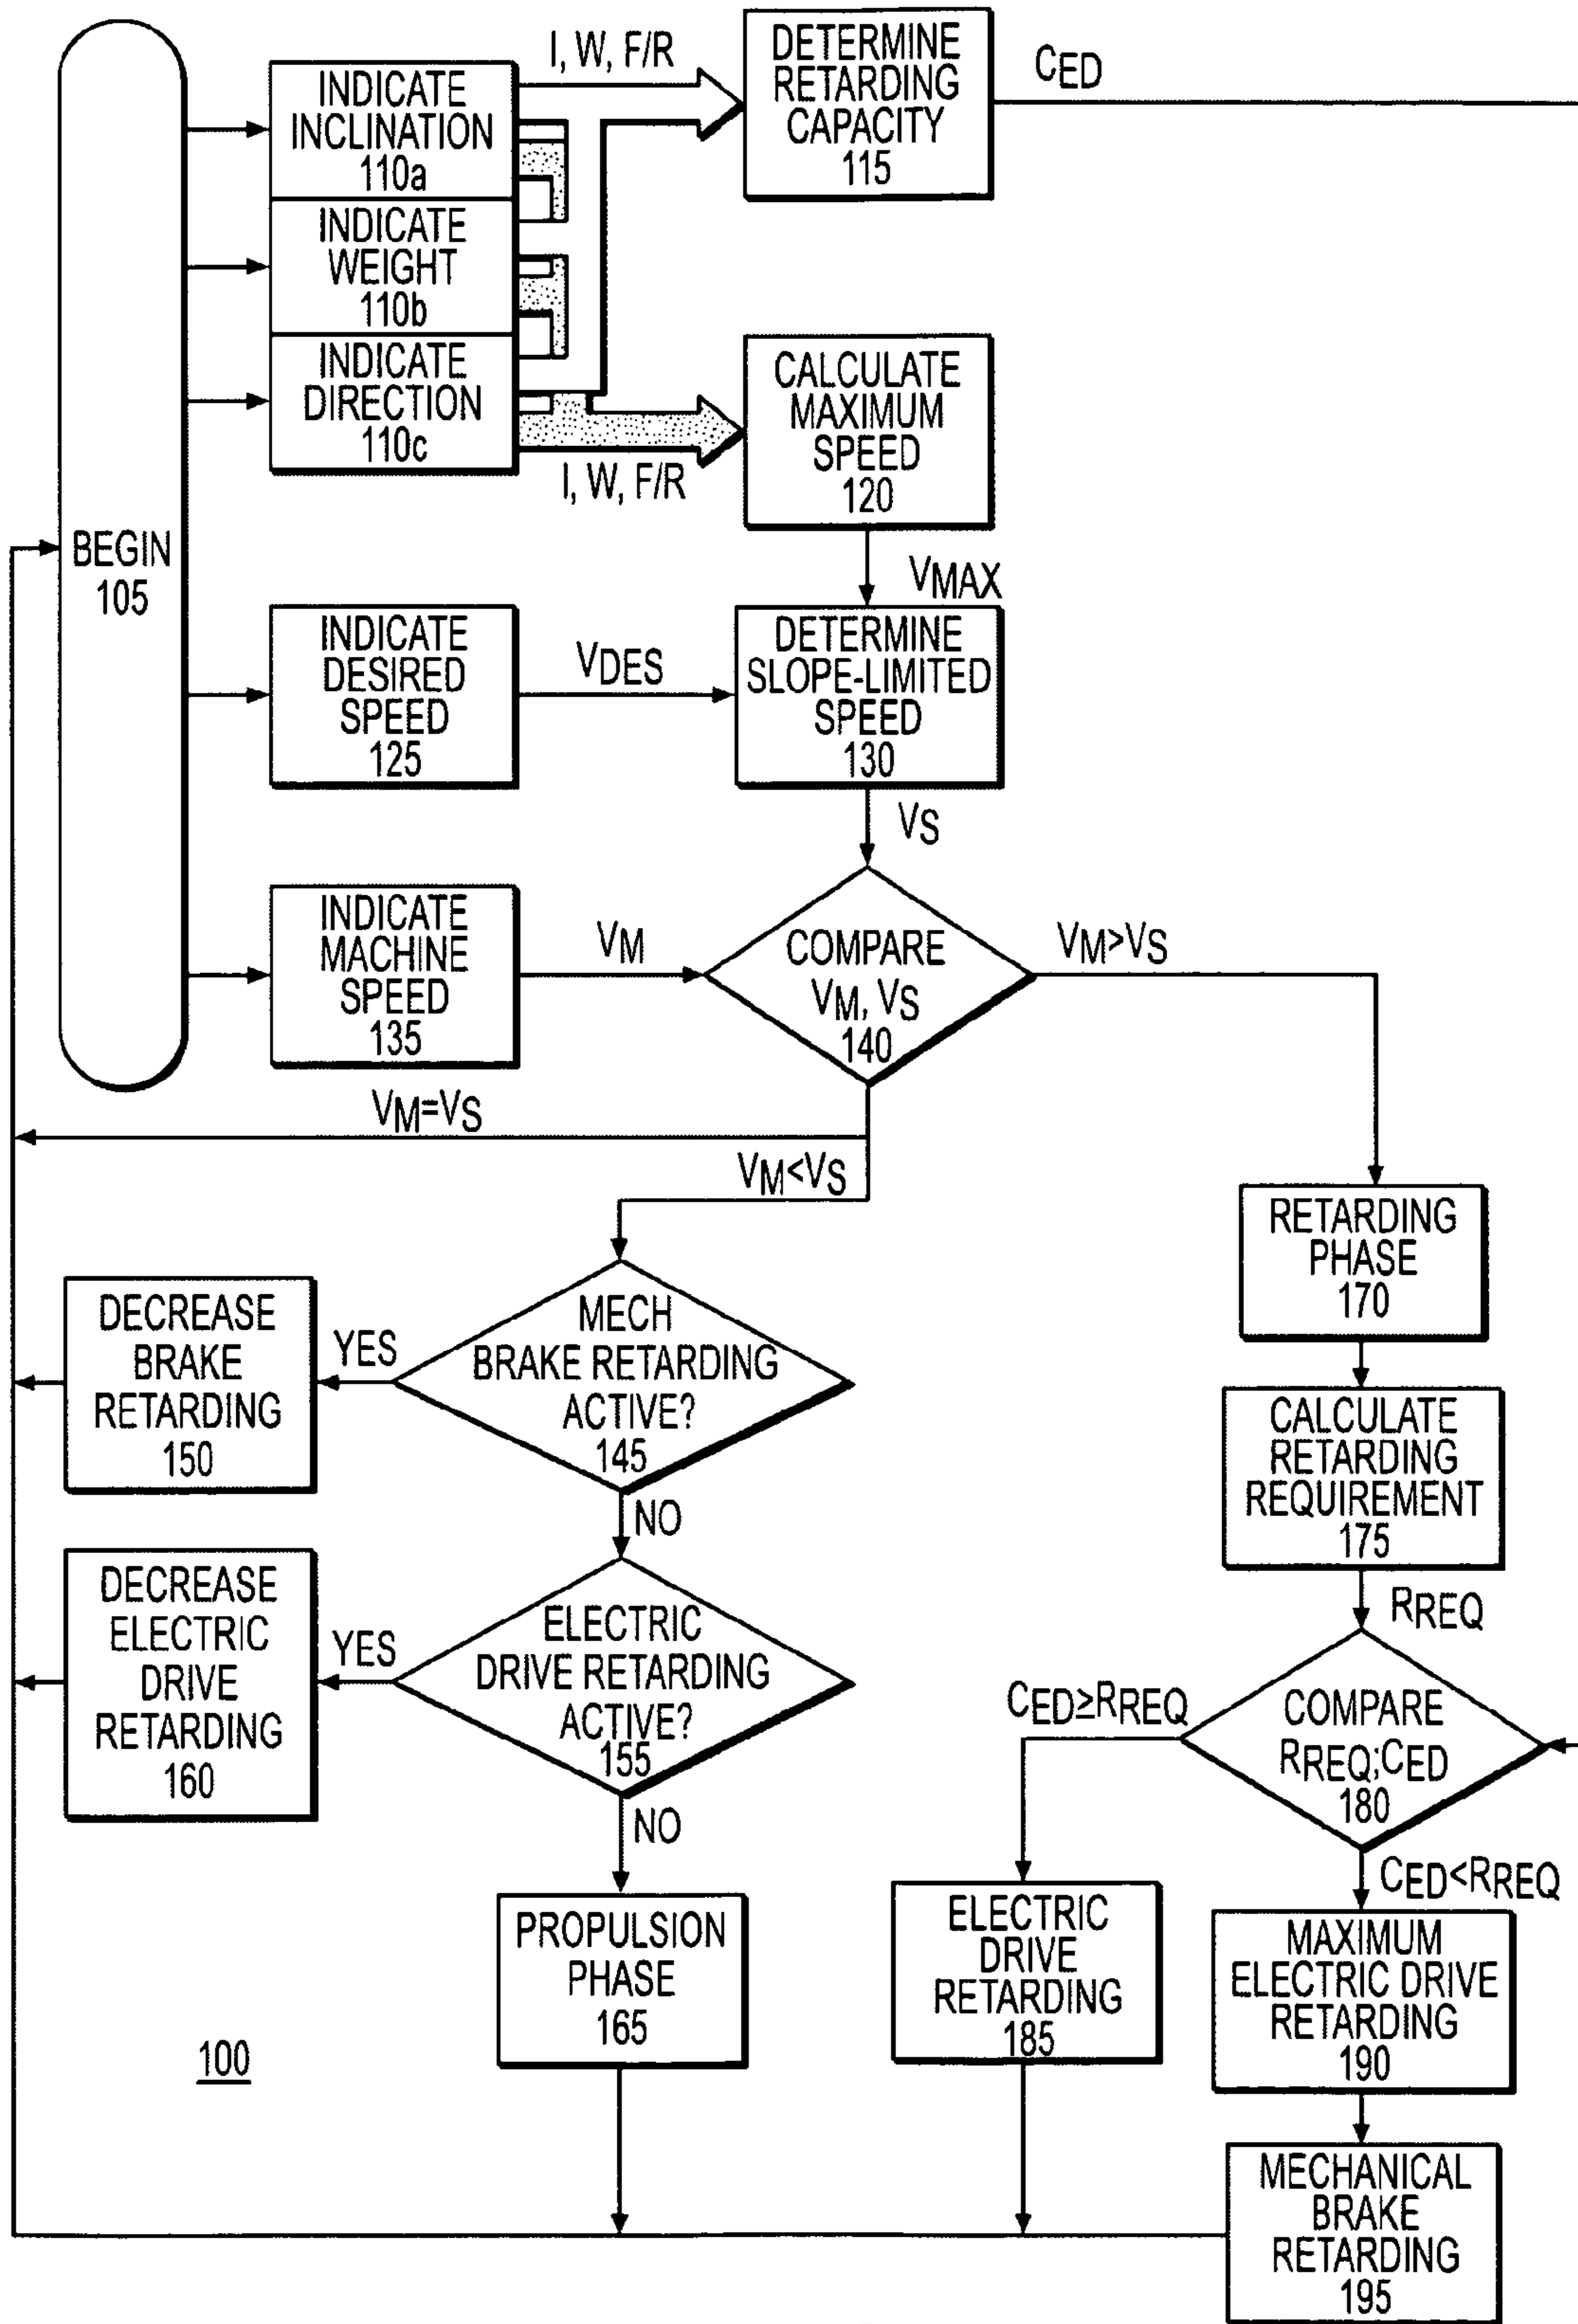 I, W, F/R
DETERMINE
RETARDING
CAPACITY
115
CED
INDICATE
INCLINATION
110a
INDICATE
WEIGHT
110b
INDICATE
DIRECTION
110c
I, W, F/R
CALCULATE
MAXIMUM
SPEED
120
VMAX
BEGIN
105
INDICATE
DESIRED
SPEED
125
VDES
DETERMINE
SLOPE-LIMITED
SPEED
130
VS
INDICATE
MACHINE
SPEED
135
VM
COMPARE
VM, VS
140
VM>VS
VM=VS
VM<VS
RETARDING
PHASE
170
DECREASE
BRAKE
RETARDING
150
YES
MECH
BRAKE RETARDING
ACTIVE?
145
NO
CALCULATE
RETARDING
REQUIREMENT
175
RREQ
DECREASE
ELECTRIC
DRIVE
RETARDING
160
YES
ELECTRIC
DRIVE RETARDING
ACTIVE?
155
NO
CED≥RREQ
COMPARE
RREQ;CED
180
CED<RREQ
PROPULSION
PHASE
165
ELECTRIC
DRIVE
RETARDING
185
MAXIMUM
ELECTRIC DRIVE
RETARDING
190
100
MECHANICAL
BRAKE
RETARDING
195